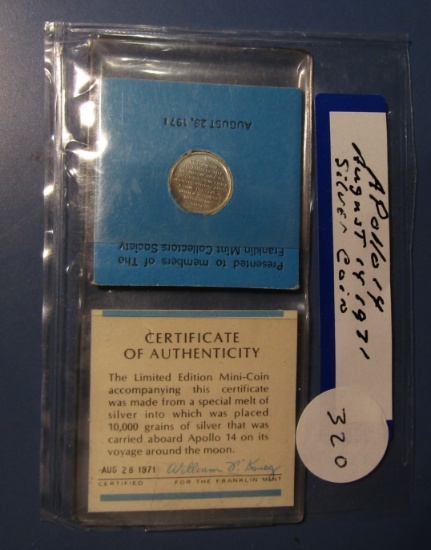 AUGUST 28, 1971
Presented to members of The
Franklin Mint Collectors Society
CERTIFICATE
OF AUTHENTICITY
The Limited Edition Mini-Coin
accompanying this certificate
was made from a special melt of
silver into which was placed
10,000 grains of silver that was
carried aboard Apollo 14 on its
voyage around the moon.
AUG 28 1971
CERTIFIED
FOR THE FRANKLIN MINT
Apollo 14
August 14 1971
Silver Coin
320